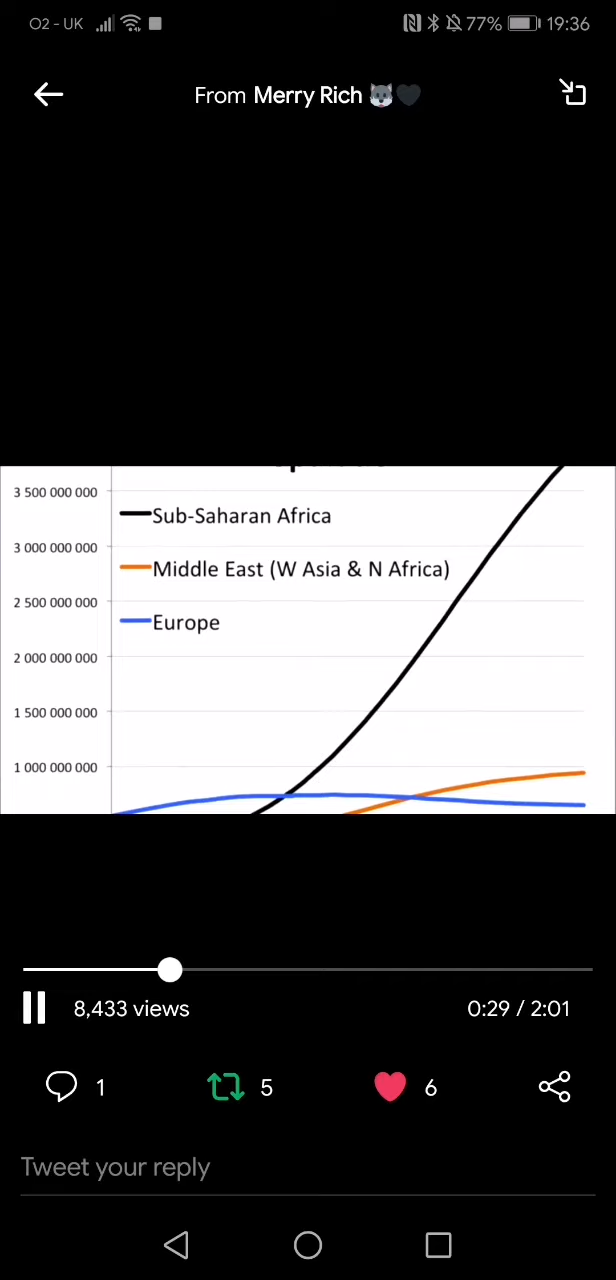 O2 - UK 77% 19:36
From Merry Rich 🐺🖤
3 500 000 000
Sub-Saharan Africa
3 000 000 000
Middle East (W Asia & N Africa)
2 500 000 000
Europe
2 000 000 000
1 500 000 000
1 000 000 000
8,433 views 0:29 / 2:01
1 5 6
Tweet your reply